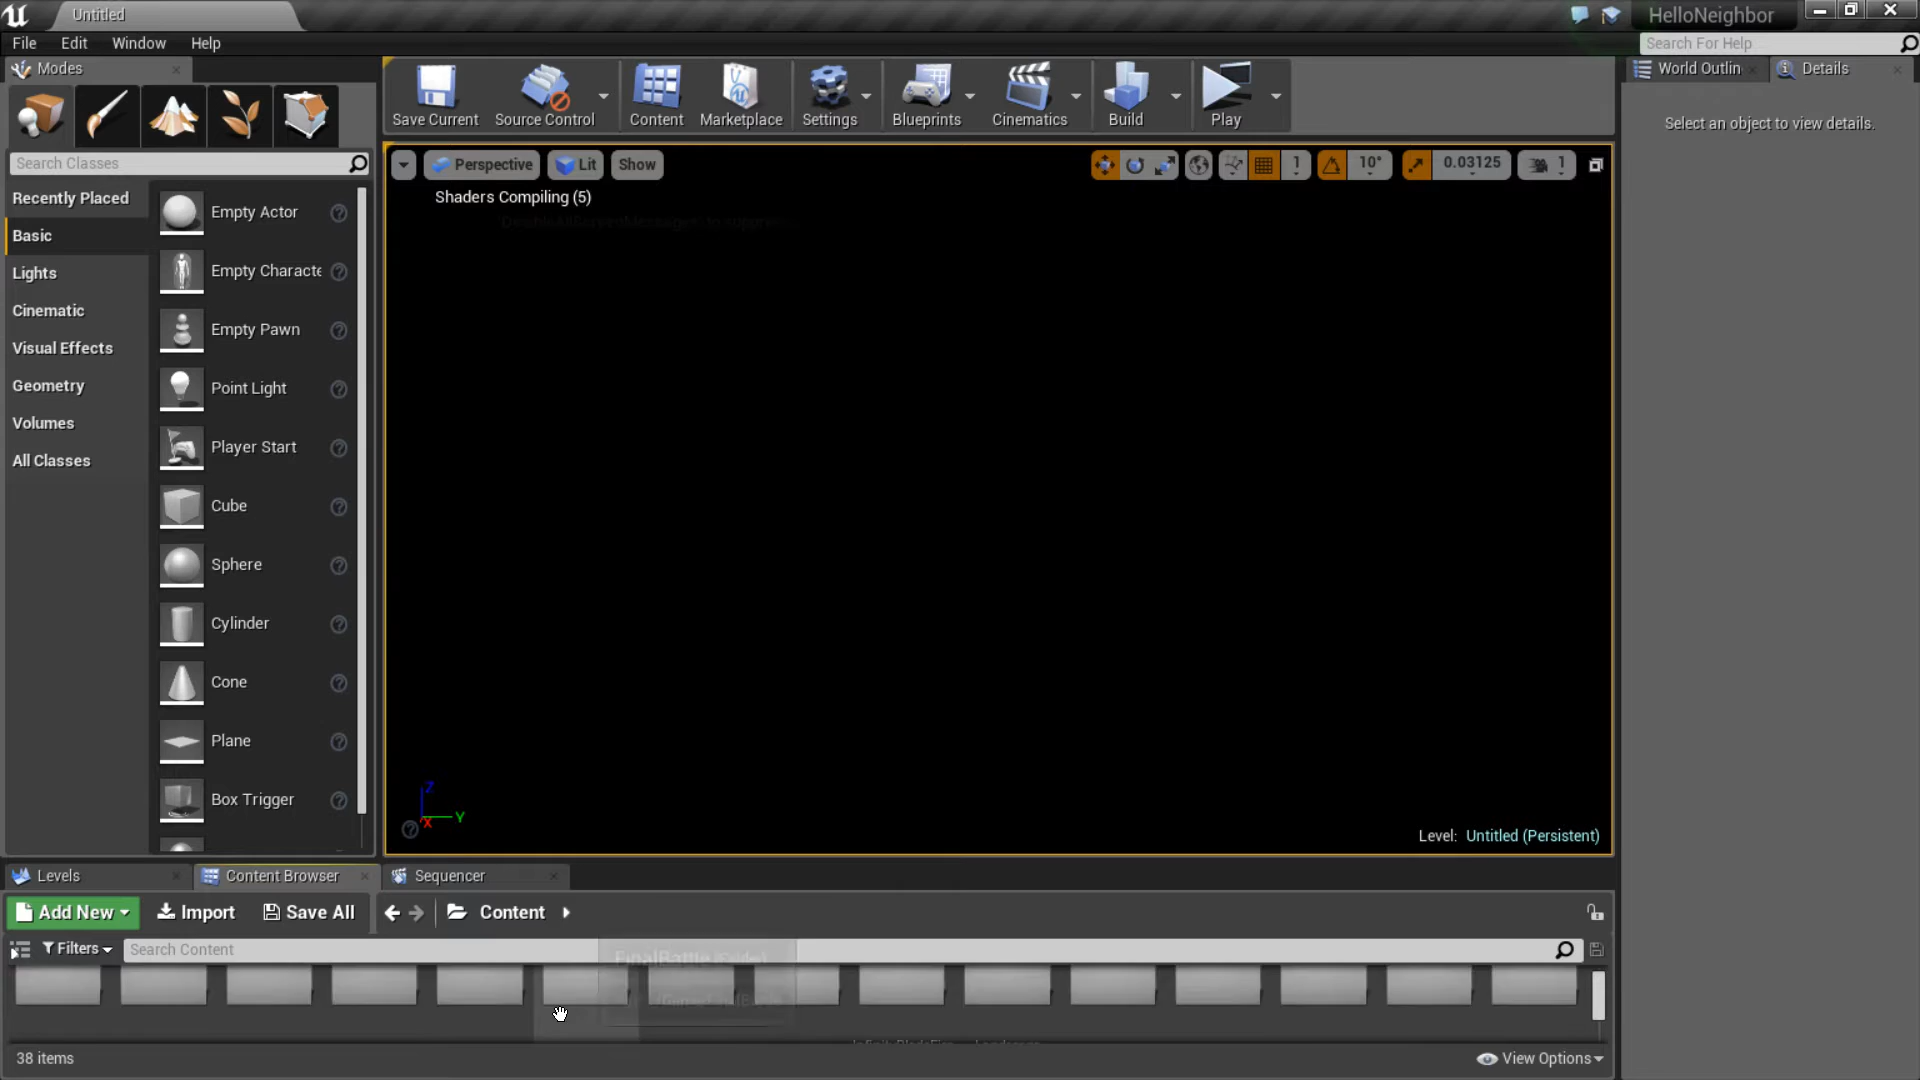 Untitled
HelloNeighbor
File Edit Window Help
Search For Help
Modes
Save Current
Source Control
Content
Marketplace
Settings
Blueprints
Cinematics
Build
Play
World Outlin
Details
Select an object to view details.
Search Classes
Perspective
Lit
Show
1
10°
0.03125
1
Shaders Compiling (5)
Recently Placed
Basic
Lights
Cinematic
Visual Effects
Geometry
Volumes
All Classes
Empty Actor
Empty Characte
Empty Pawn
Point Light
Player Start
Cube
Sphere
Cylinder
Cone
Plane
Box Trigger
Z
Y
X
Level: Untitled (Persistent)
Levels
Content Browser
Sequencer
Add New
Import
Save All
Content
Filters
Search Content
FinalBattle
38 items
View Options